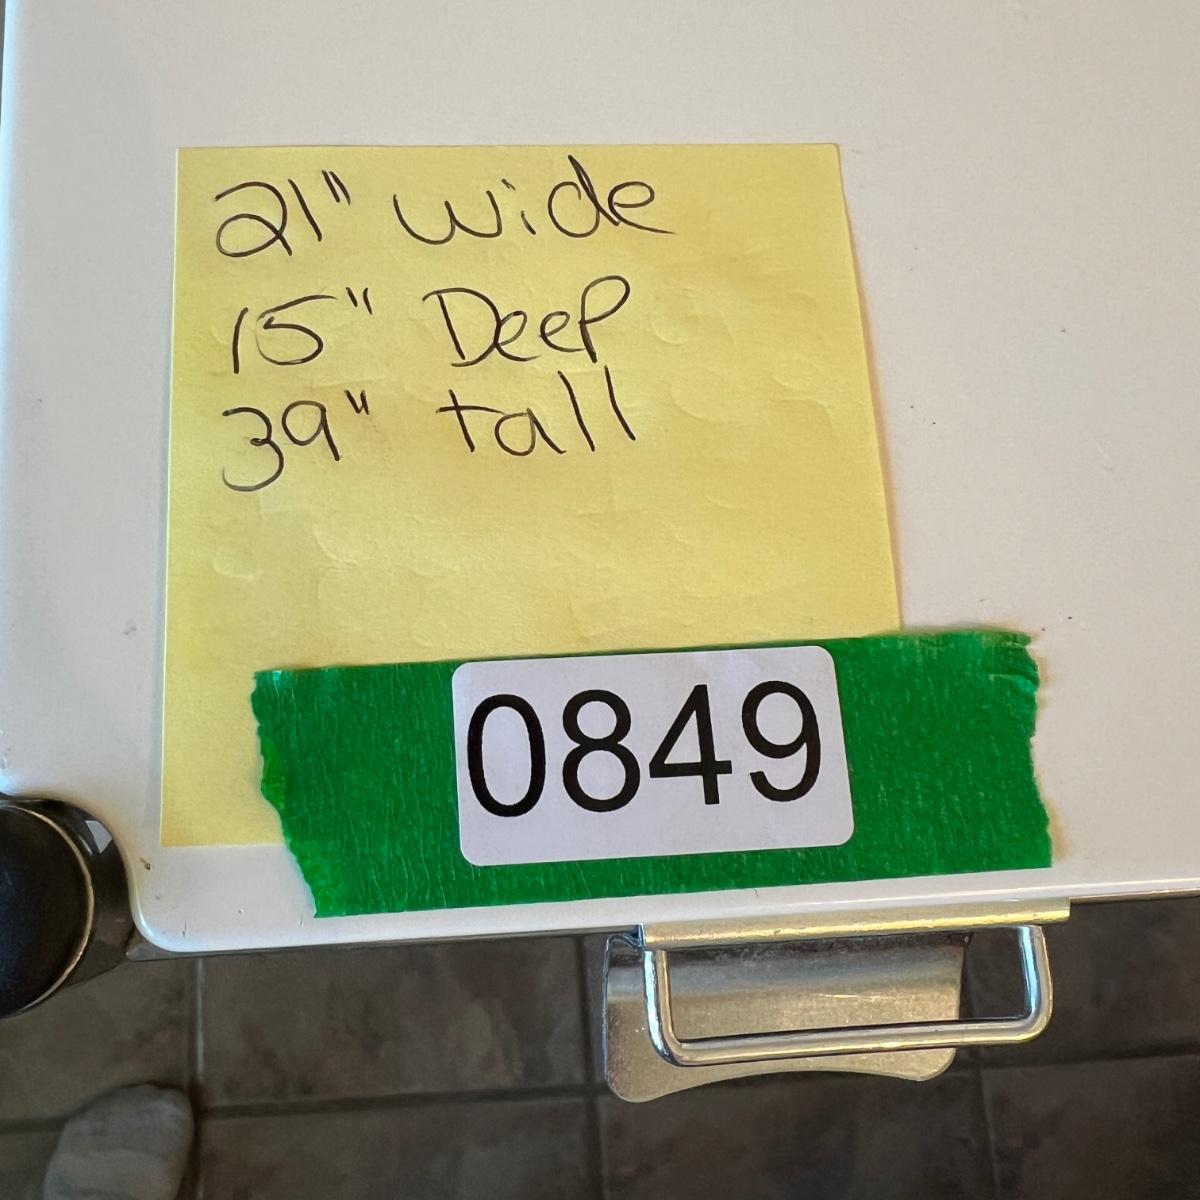 21" wide
15" Deep
39" tall
0849